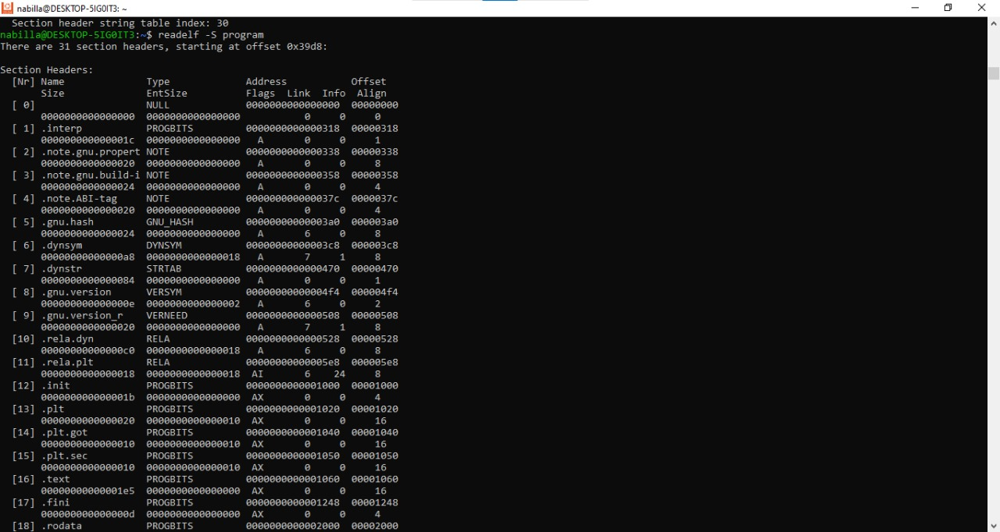 nabilla@DESKTOP-5IG0IT3: ~
  Section header string table index: 30
nabilla@DESKTOP-5IG0IT3:~$ readelf -S program
There are 31 section headers, starting at offset 0x39d8:

Section Headers:
  [Nr] Name              Type             Address           Offset
       Size              EntSize          Flags  Link  Info  Align
  [ 0]                   NULL             0000000000000000  00000000
       0000000000000000  0000000000000000           0     0     0
  [ 1] .interp           PROGBITS         0000000000000318  00000318
       000000000000001c  0000000000000000   A       0     0     1
  [ 2] .note.gnu.propert NOTE             0000000000000338  00000338
       0000000000000020  0000000000000000   A       0     0     8
  [ 3] .note.gnu.build-i NOTE             0000000000000358  00000358
       0000000000000024  0000000000000000   A       0     0     4
  [ 4] .note.ABI-tag     NOTE             000000000000037c  0000037c
       0000000000000020  0000000000000000   A       0     0     4
  [ 5] .gnu.hash         GNU_HASH         00000000000003a0  000003a0
       0000000000000024  0000000000000000   A       6     0     8
  [ 6] .dynsym           DYNSYM           00000000000003c8  000003c8
       00000000000000a8  0000000000000018   A       7     1     8
  [ 7] .dynstr           STRTAB           0000000000000470  00000470
       0000000000000084  0000000000000000   A       0     0     1
  [ 8] .gnu.version      VERSYM           00000000000004f4  000004f4
       000000000000000e  0000000000000002   A       6     0     2
  [ 9] .gnu.version_r    VERNEED          0000000000000508  00000508
       0000000000000020  0000000000000000   A       7     1     8
  [10] .rela.dyn         RELA             0000000000000528  00000528
       00000000000000c0  0000000000000018   A       6     0     8
  [11] .rela.plt         RELA             00000000000005e8  000005e8
       0000000000000018  0000000000000018  AI       6    24     8
  [12] .init             PROGBITS         0000000000001000  00001000
       000000000000001b  0000000000000000  AX       0     0     4
  [13] .plt              PROGBITS         0000000000001020  00001020
       0000000000000020  0000000000000010  AX       0     0     16
  [14] .plt.got          PROGBITS         0000000000001040  00001040
       0000000000000010  0000000000000010  AX       0     0     16
  [15] .plt.sec          PROGBITS         0000000000001050  00001050
       0000000000000010  0000000000000010  AX       0     0     16
  [16] .text             PROGBITS         0000000000001060  00001060
       00000000000001e5  0000000000000000  AX       0     0     16
  [17] .fini             PROGBITS         0000000000001248  00001248
       000000000000000d  0000000000000000  AX       0     0     4
  [18] .rodata           PROGBITS         0000000000002000  00002000